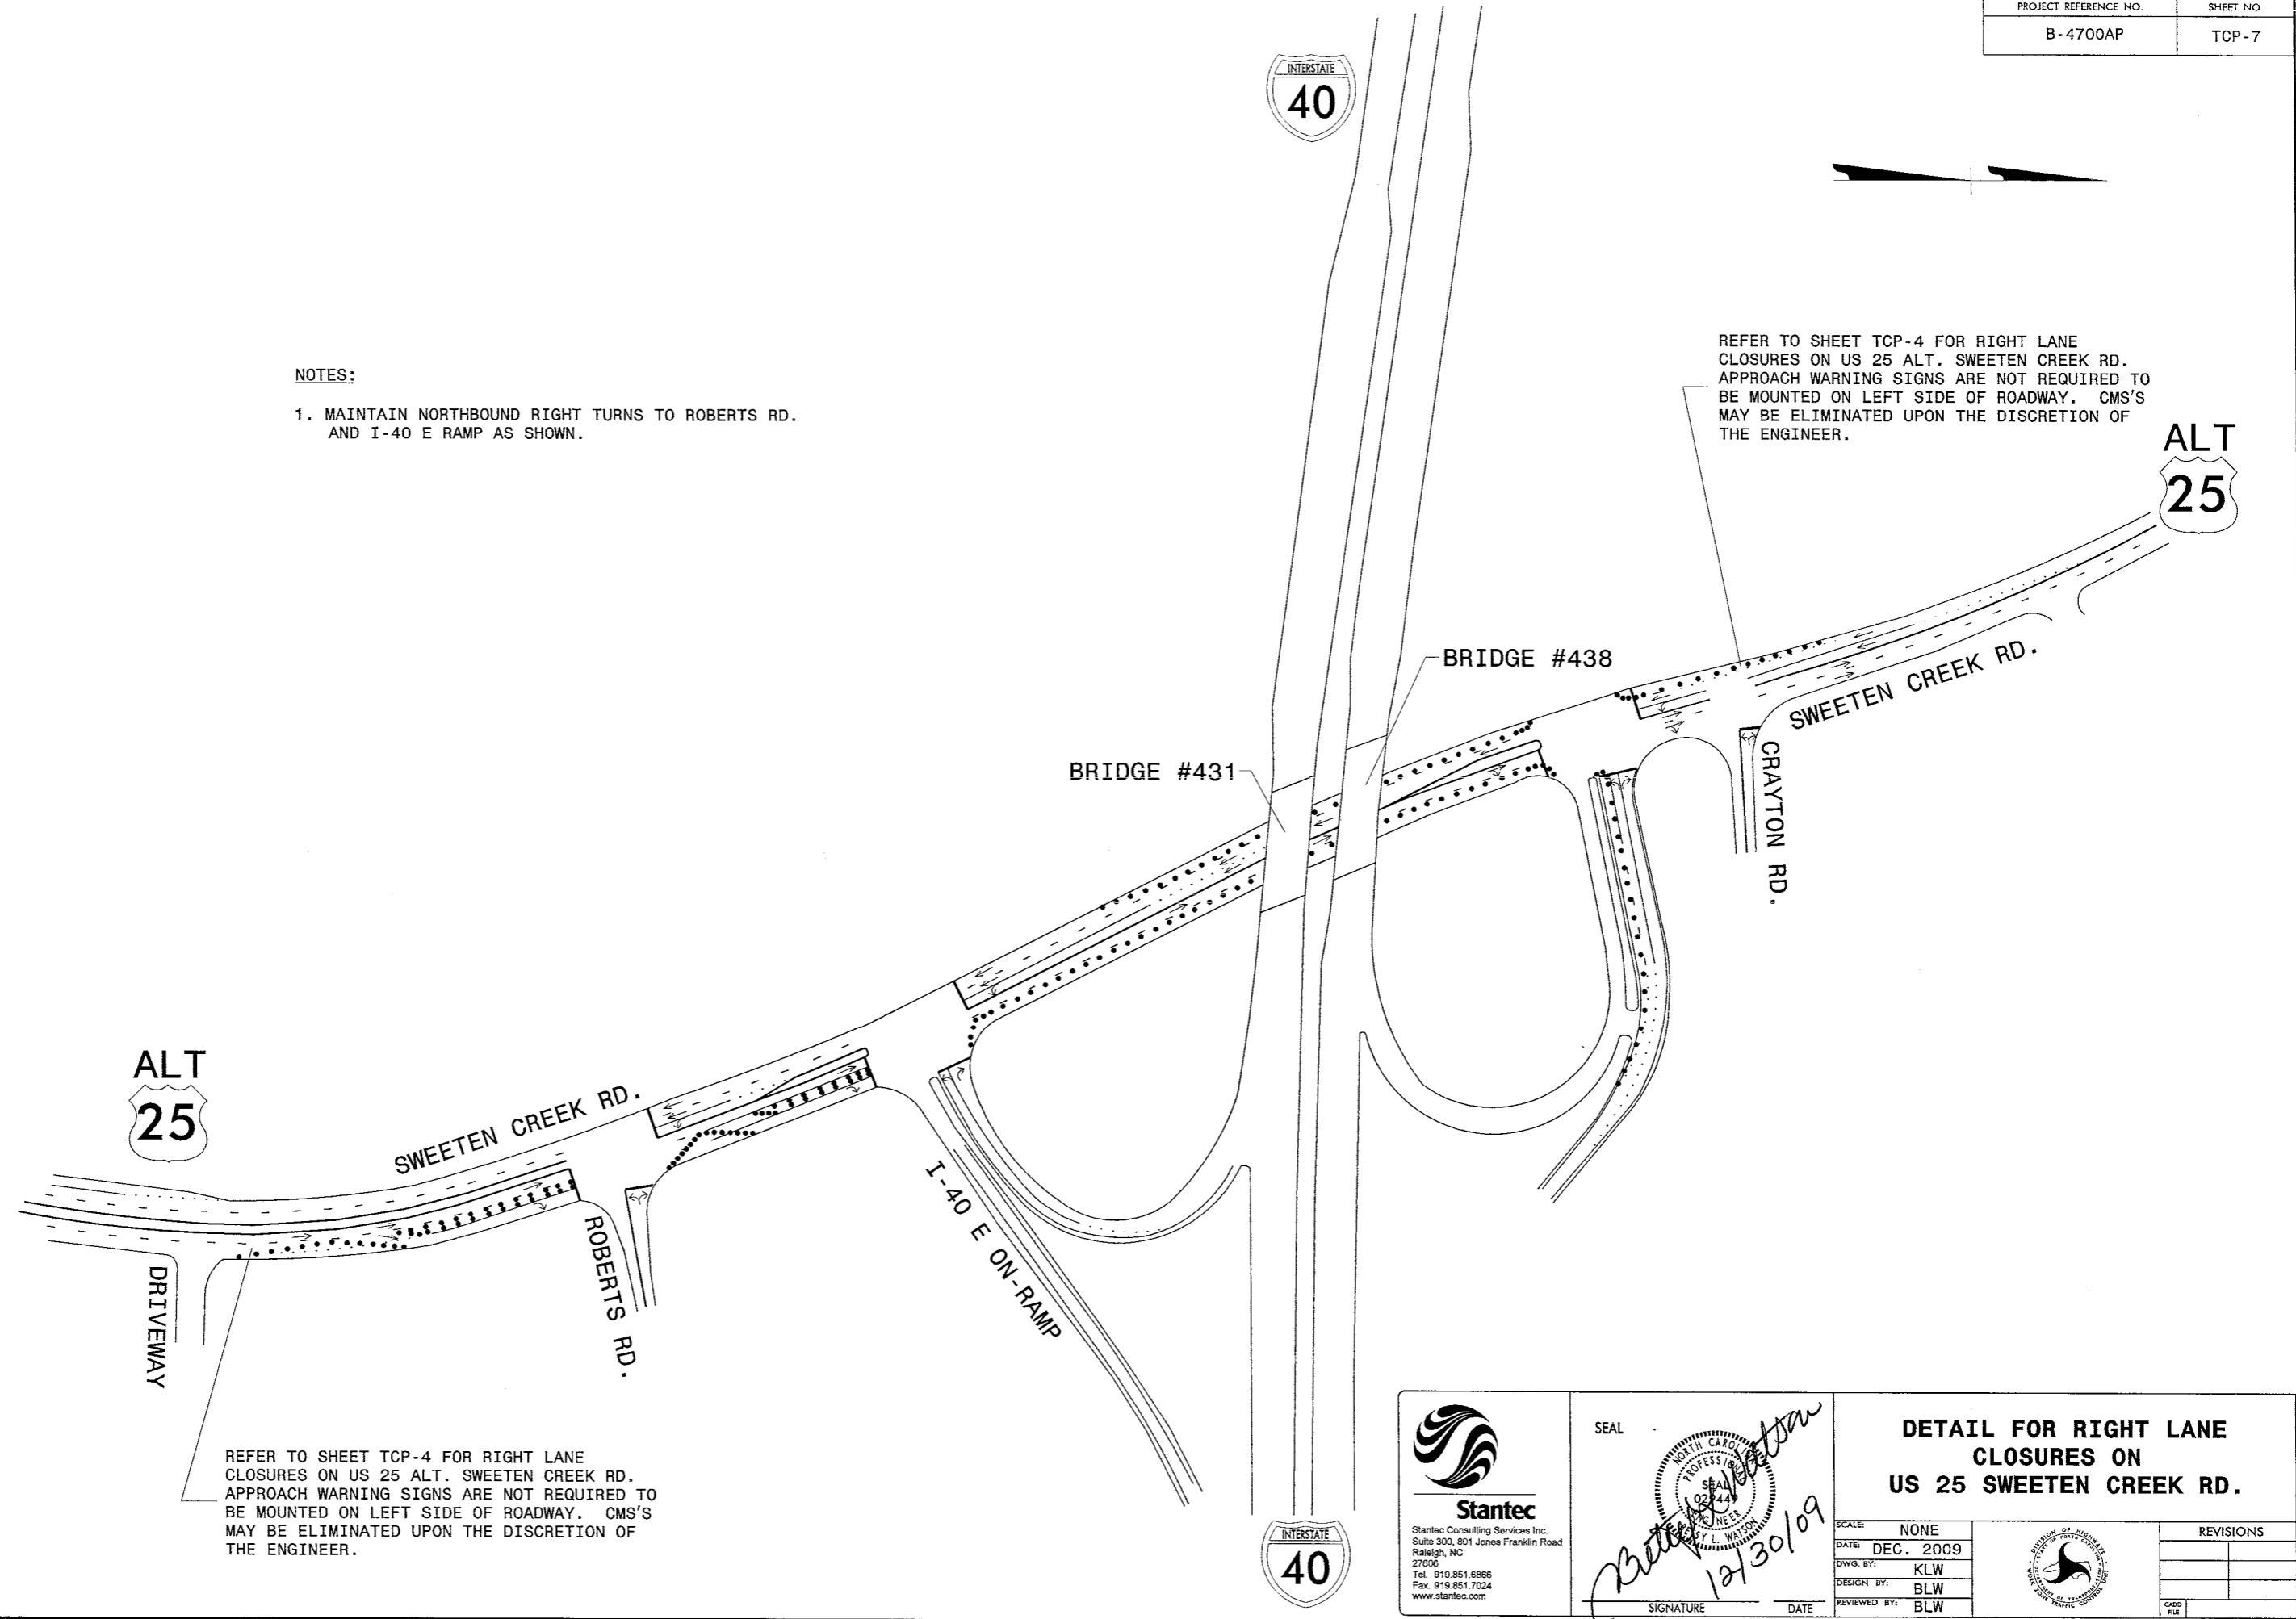 PROJECT REFERENCE NO.
SHEET NO.
B-4700AP
TCP-7
INTERSTATE
40
NOTES:
1. MAINTAIN NORTHBOUND RIGHT TURNS TO ROBERTS RD.
AND I-40 E RAMP AS SHOWN.
REFER TO SHEET TCP-4 FOR RIGHT LANE
CLOSURES ON US 25 ALT. SWEETEN CREEK RD.
APPROACH WARNING SIGNS ARE NOT REQUIRED TO
BE MOUNTED ON LEFT SIDE OF ROADWAY. CMS'S
MAY BE ELIMINATED UPON THE DISCRETION OF
THE ENGINEER.
ALT
25
BRIDGE #438
SWEETEN CREEK RD.
BRIDGE #431
CRAYTON RD.
ALT
25
SWEETEN CREEK RD.
I-40 E ON-RAMP
ROBERTS RD.
DRIVEWAY
REFER TO SHEET TCP-4 FOR RIGHT LANE
CLOSURES ON US 25 ALT. SWEETEN CREEK RD.
APPROACH WARNING SIGNS ARE NOT REQUIRED TO
BE MOUNTED ON LEFT SIDE OF ROADWAY. CMS'S
MAY BE ELIMINATED UPON THE DISCRETION OF
THE ENGINEER.
INTERSTATE
40
Stantec
Stantec Consulting Services Inc.
Suite 300, 801 Jones Franklin Road
Raleigh, NC
27606
Tel. 919.851.6866
Fax. 919.851.7024
www.stantec.com
SEAL
NORTH CAROLINA
PROFESSIONAL
SEAL
12/30/09
SIGNATURE
DATE
DETAIL FOR RIGHT LANE
CLOSURES ON
US 25 SWEETEN CREEK RD.
SCALE: NONE
DATE: DEC. 2009
DWG. BY: KLW
DESIGN BY: BLW
REVIEWED BY: BLW
DIVISION OF HIGHWAYS
REVISIONS
CADD
FILE